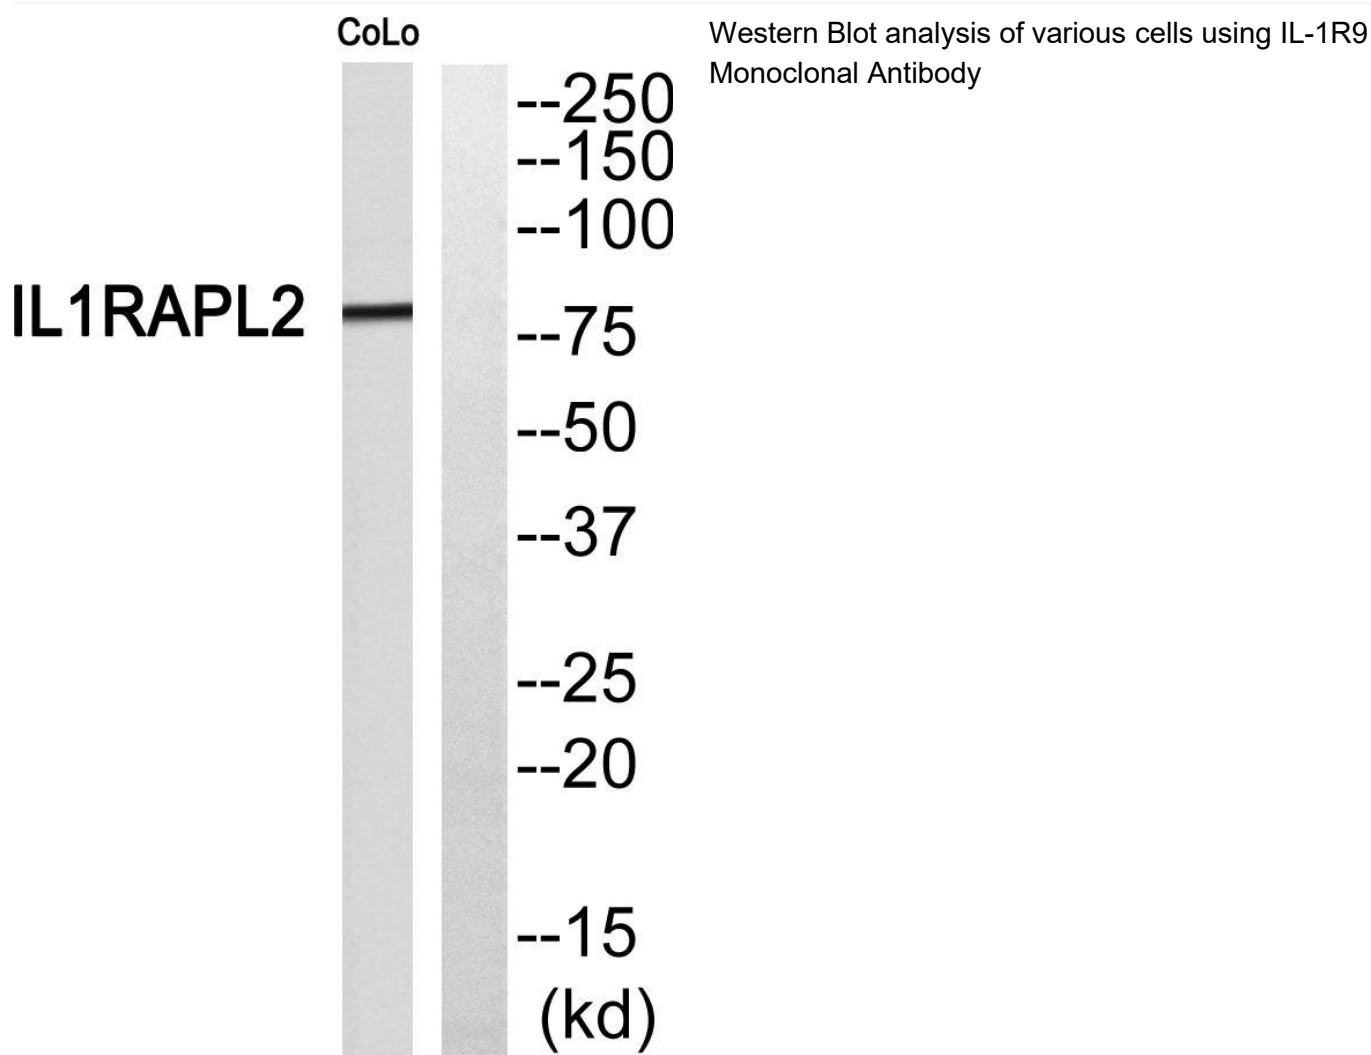 CoLo
Western Blot analysis of various cells using IL-1R9
Monoclonal Antibody
--250
--150
--100
IL1RAPL2
--75
--50
--37
--25
--20
--15
(kd)